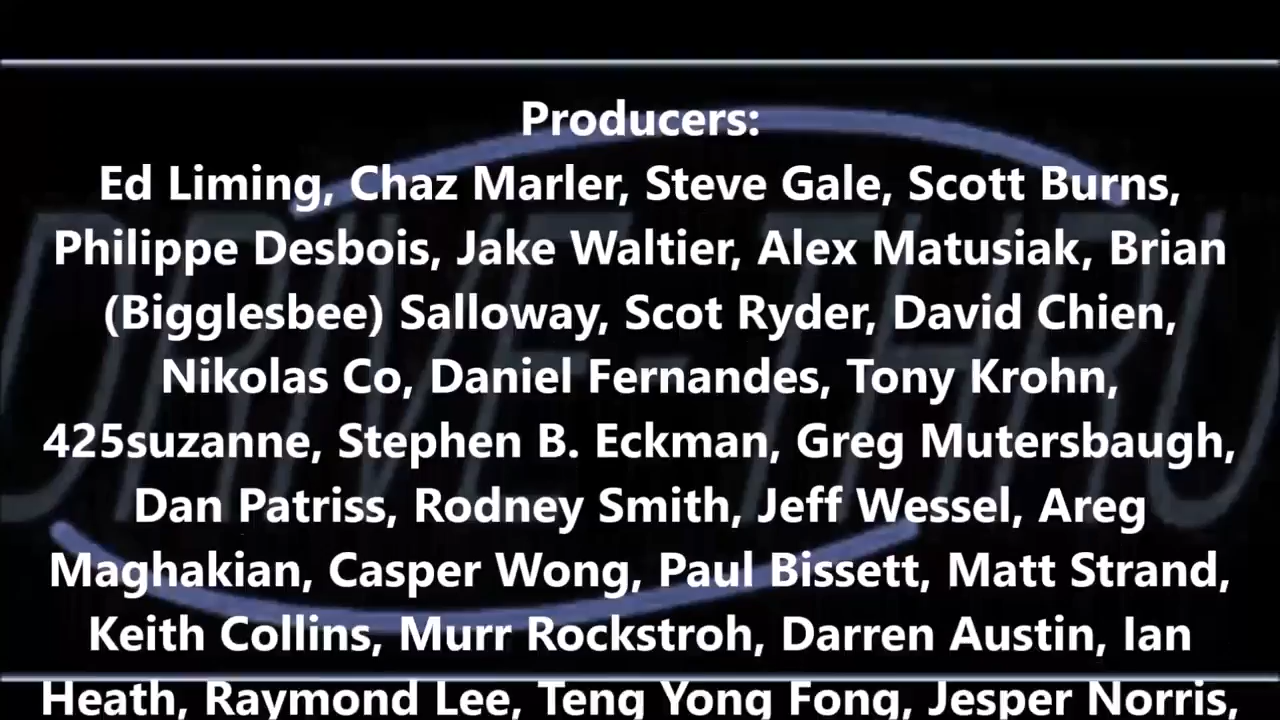 Producers:
Ed Liming, Chaz Marler, Steve Gale, Scott Burns,
Philippe Desbois, Jake Waltier, Alex Matusiak, Brian
(Bigglesbee) Salloway, Scot Ryder, David Chien,
Nikolas Co, Daniel Fernandes, Tony Krohn,
425suzanne, Stephen B. Eckman, Greg Mutersbaugh,
Dan Patriss, Rodney Smith, Jeff Wessel, Areg
Maghakian, Casper Wong, Paul Bissett, Matt Strand,
Keith Collins, Murr Rockstroh, Darren Austin, Ian
Heath, Raymond Lee, Teng Yong Fong, Jesper Norris,
DRIVE-THRU